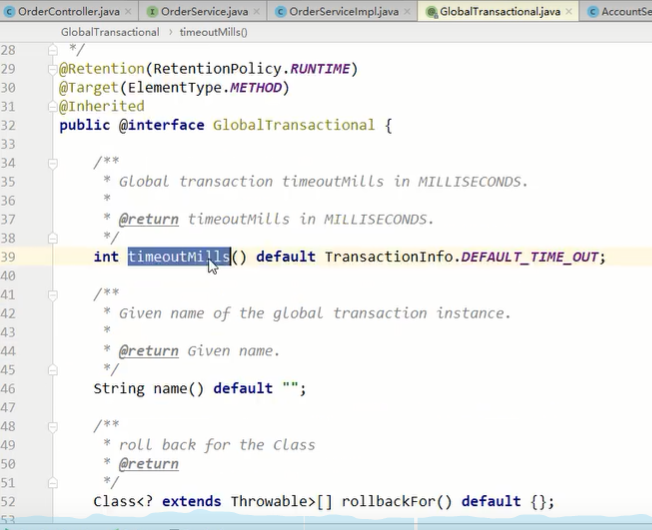 OrderController.java × OrderService.java × OrderServiceImpl.java × GlobalTransactional.java × AccountSe
GlobalTransactional › timeoutMills()
28 */
29 @Retention(RetentionPolicy.RUNTIME)
30 @Target(ElementType.METHOD)
31 @Inherited
32 public @interface GlobalTransactional {
33
34 /**
35 * Global transaction timeoutMills in MILLISECONDS.
36 *
37 * @return timeoutMills in MILLISECONDS.
38 */
39 int timeoutMills() default TransactionInfo.DEFAULT_TIME_OUT;
40
41 /**
42 * Given name of the global transaction instance.
43 *
44 * @return Given name.
45 */
46 String name() default "";
47
48 /**
49 * roll back for the Class
50 * @return
51 */
52 Class<? extends Throwable>[] rollbackFor() default {};
53